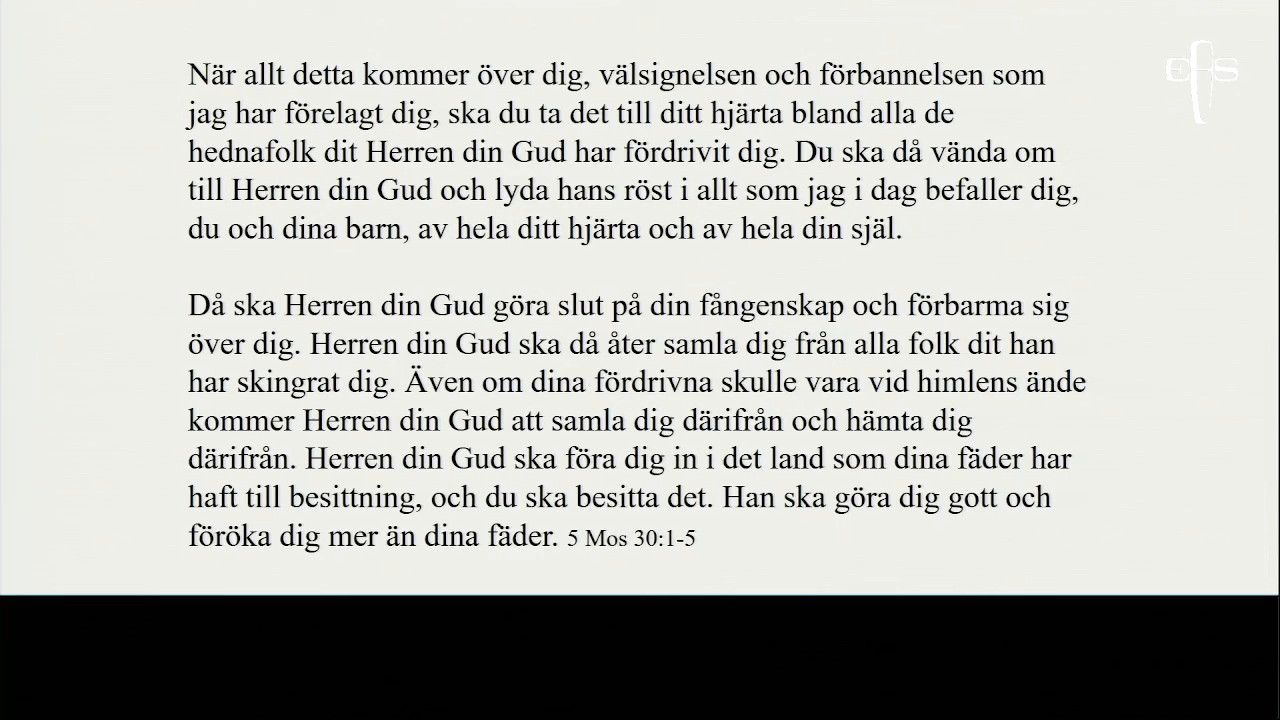 När allt detta kommer över dig, välsignelsen och förbannelsen som
jag har förelagt dig, ska du ta det till ditt hjärta bland alla de
hednafolk dit Herren din Gud har fördrivit dig. Du ska då vända om
till Herren din Gud och lyda hans röst i allt som jag i dag befaller dig,
du och dina barn, av hela ditt hjärta och av hela din själ.
Då ska Herren din Gud göra slut på din fångenskap och förbarma sig
över dig. Herren din Gud ska då åter samla dig från alla folk dit han
har skingrat dig. Även om dina fördrivna skulle vara vid himlens ände
kommer Herren din Gud att samla dig därifrån och hämta dig
därifrån. Herren din Gud ska föra dig in i det land som dina fäder har
haft till besittning, och du ska besitta det. Han ska göra dig gott och
föröka dig mer än dina fäder. 5 Mos 30:1-5
EFS